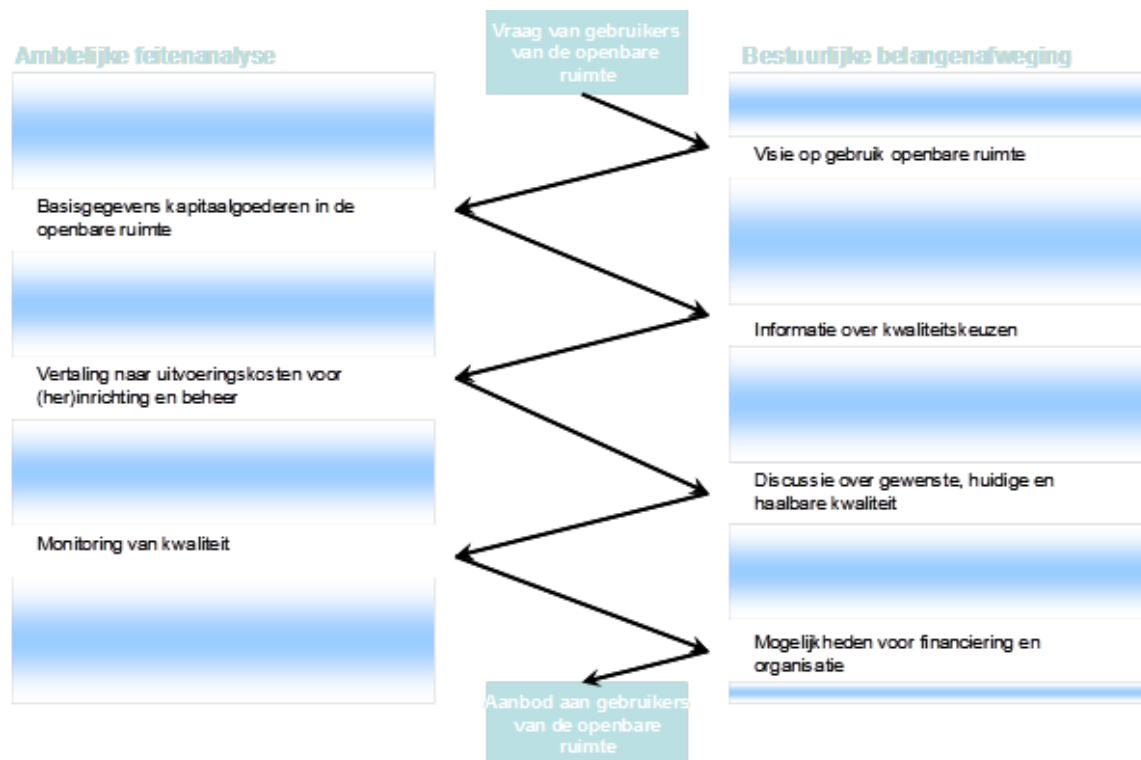 Vraag van gebruikers
van de openbare
ruimte
Ambtelijke feitenanalyse
Bestuurlijke belangenafweging
Visie op gebruik openbare ruimte
Basisgegevens kapitaalgoederen in de
openbare ruimte
Informatie over kwaliteitskeuzen
Vertaling naar uitvoeringskosten voor
(her)inrichting en beheer
Discussie over gewenste, huidige en
haalbare kwaliteit
Monitoring van kwaliteit
Mogelijkheden voor financiering en
organisatie
Aanbod aan gebruikers
van de openbare
ruimte